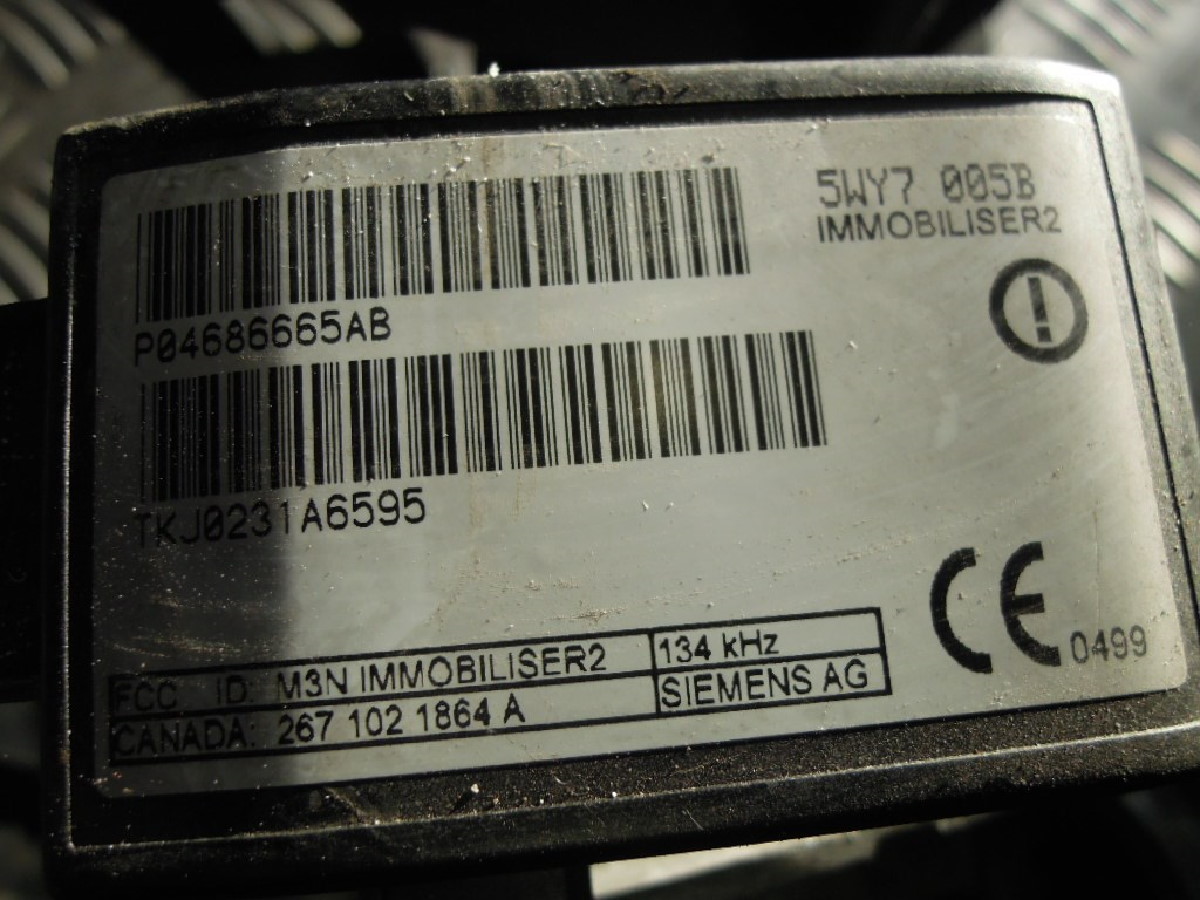 5WY7 005B
IMMOBILISER2
P04686665AB
TKJ0231A6595
CE 0499
FCC ID: M3N IMMOBILISER2 134 kHz
CANADA: 267 102 1864 A SIEMENS AG